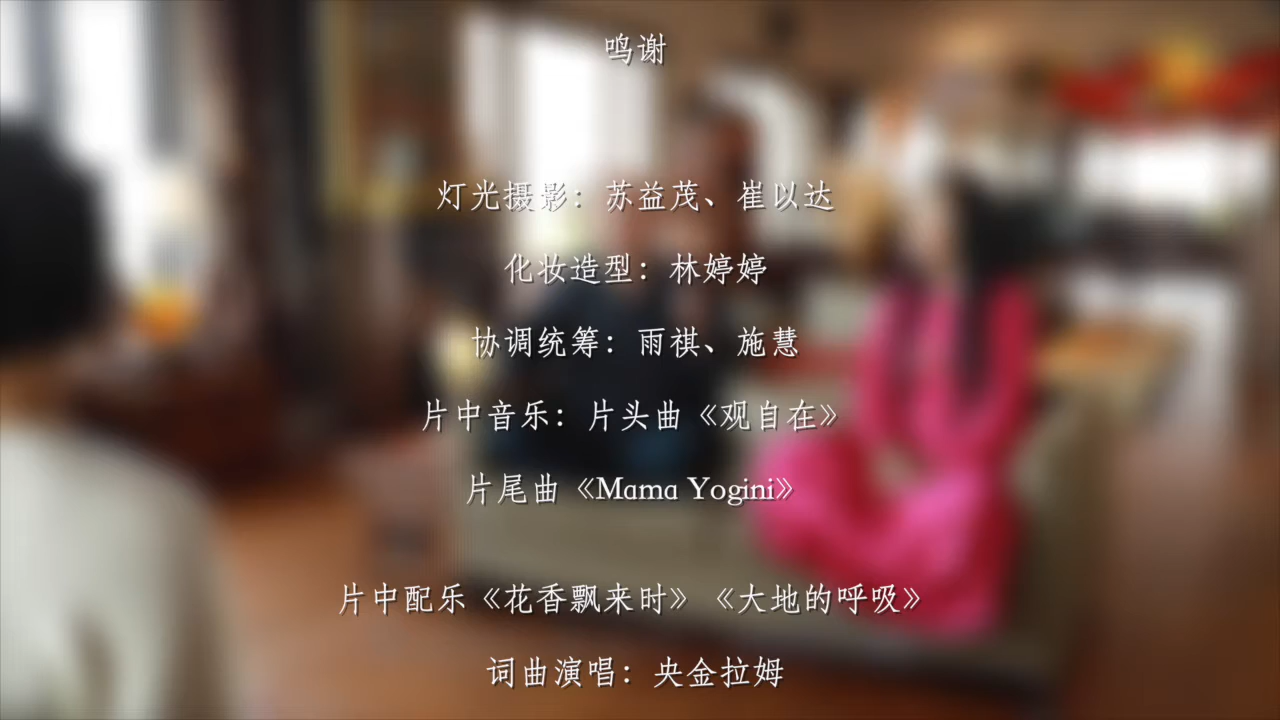 鸣谢
灯光摄影：苏益茂、崔以达
化妆造型：林婷婷
协调统筹：雨祺、施慧
片中音乐：片头曲《观自在》
片尾曲《Mama Yogini》
片中配乐《花香飘来时》《大地的呼吸》
词曲演唱：央金拉姆